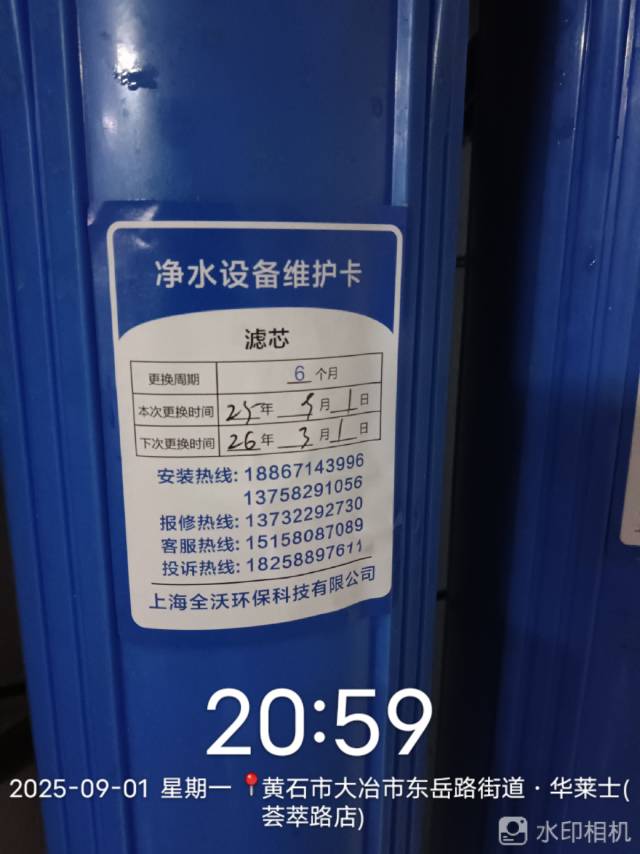 净水设备维护卡
滤芯
更换周期 6 个月
本次更换时间 25年 9月 1日
下次更换时间 26年 3月 1日
安装热线: 18867143996
13758291056
报修热线: 13732292730
客服热线: 15158087089
投诉热线: 18258897611
上海全沃环保科技有限公司
20:59
2025-09-01 星期一 黄石市大冶市东岳路街道·华莱士(
荟萃路店)
水印相机